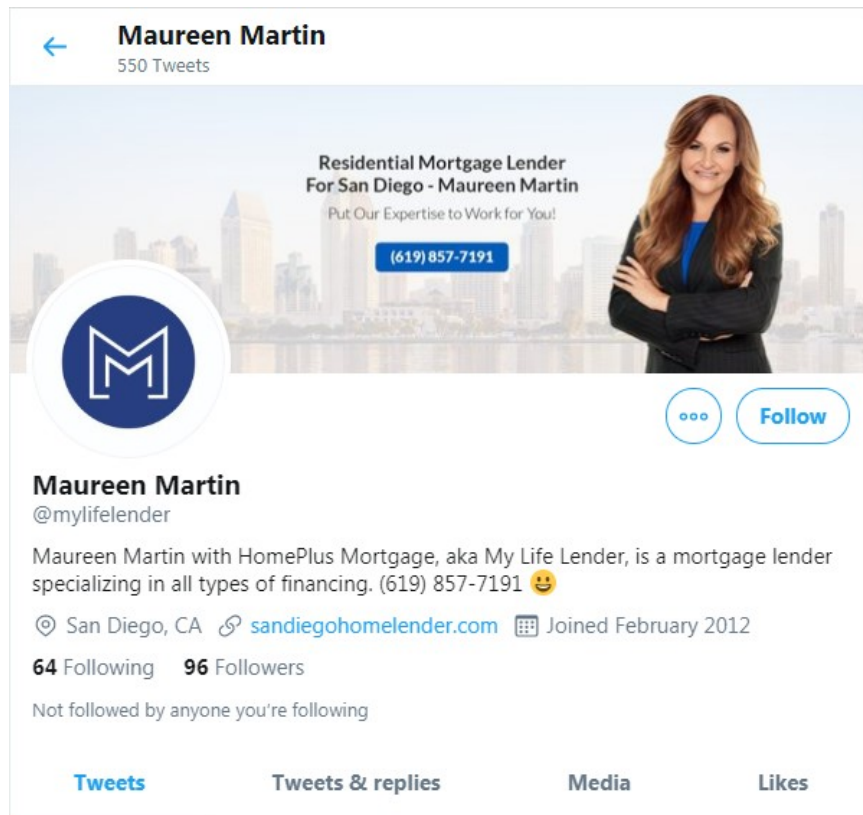 Maureen Martin
550 Tweets
Residential Mortgage Lender
For San Diego - Maureen Martin
Put Our Expertise to Work for You!
(619) 857-7191
M
Follow
Maureen Martin
@mylifelender
Maureen Martin with HomePlus Mortgage, aka My Life Lender, is a mortgage lender
specializing in all types of financing. (619) 857-7191 😃
San Diego, CA sandiegohomelender.com Joined February 2012
64 Following 96 Followers
Not followed by anyone you're following
Tweets Tweets & replies Media Likes